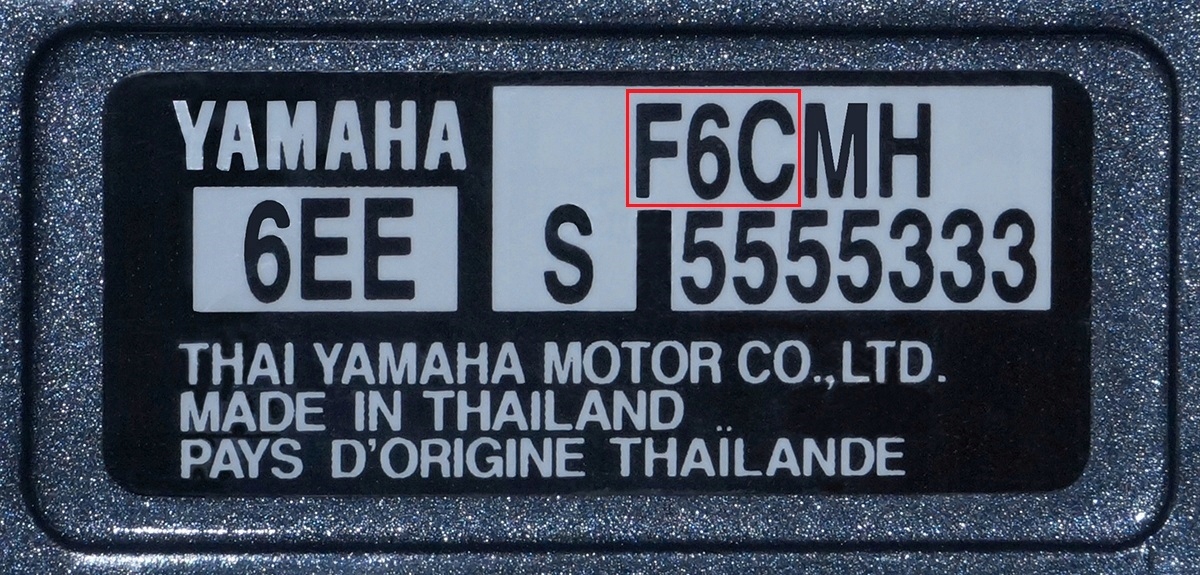 YAMAHA F6CMH
6EE S 5555333
THAI YAMAHA MOTOR CO.,LTD.
MADE IN THAILAND
PAYS D'ORIGINE THAÏLANDE